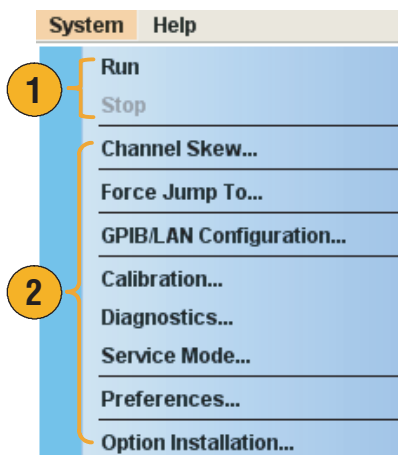 System Help
1
Run
Stop
2
Channel Skew...
Force Jump To...
GPIB/LAN Configuration...
Calibration...
Diagnostics...
Service Mode...
Preferences...
Option Installation...